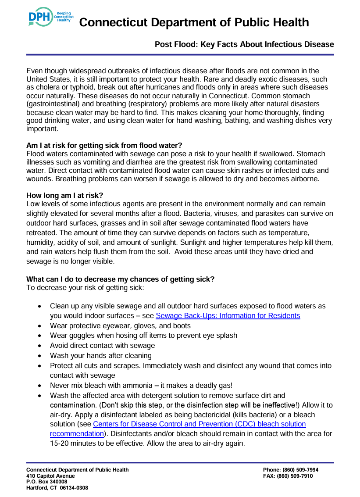 DPH Keeping Connecticut Healthy Connecticut Department of Public Health
Post Flood: Key Facts About Infectious Disease
Even though widespread outbreaks of infectious disease after floods are not common in the
United States, it is still important to protect your health. Rare and deadly exotic diseases, such
as cholera or typhoid, break out after hurricanes and floods only in areas where such diseases
occur naturally. These diseases do not occur naturally in Connecticut. Common stomach
(gastrointestinal) and breathing (respiratory) problems are more likely after natural disasters
because clean water may be hard to find. This makes cleaning your home thoroughly, finding
good drinking water, and using clean water for hand washing, bathing, and washing dishes very
important.
Am I at risk for getting sick from flood water?
Flood waters contaminated with sewage can pose a risk to your health if swallowed. Stomach
illnesses such as vomiting and diarrhea are the greatest risk from swallowing contaminated
water. Direct contact with contaminated flood water can cause skin rashes or infected cuts and
wounds. Breathing problems can worsen if sewage is allowed to dry and becomes airborne.
How long am I at risk?
Low levels of some infectious agents are present in the environment normally and can remain
slightly elevated for several months after a flood. Bacteria, viruses, and parasites can survive on
outdoor hard surfaces, grasses and in soil after sewage contaminated flood waters have
retreated. The amount of time they can survive depends on factors such as temperature,
humidity, acidity of soil, and amount of sunlight. Sunlight and higher temperatures help kill them,
and rain waters help flush them from the soil. Avoid these areas until they have dried and
sewage is no longer visible.
What can I do to decrease my chances of getting sick?
To decrease your risk of getting sick:
• Clean up any visible sewage and all outdoor hard surfaces exposed to flood waters as
you would indoor surfaces – see Sewage Back-Ups: Information for Residents
• Wear protective eyewear, gloves, and boots
• Wear goggles when hosing off items to prevent eye splash
• Avoid direct contact with sewage
• Wash your hands after cleaning
• Protect all cuts and scrapes. Immediately wash and disinfect any wound that comes into
contact with sewage
• Never mix bleach with ammonia – it makes a deadly gas!
• Wash the affected area with detergent solution to remove surface dirt and
contamination. (Don't skip this step, or the disinfection step will be ineffective!) Allow it to
air-dry. Apply a disinfectant labeled as being bactericidal (kills bacteria) or a bleach
solution (see Centers for Disease Control and Prevention (CDC) bleach solution
recommendation). Disinfectants and/or bleach should remain in contact with the area for
15-20 minutes to be effective. Allow the area to air-dry again.
Connecticut Department of Public Health Phone: (860) 509-7994
410 Capitol Avenue FAX: (860) 509-7910
P.O. Box 340308
Hartford, CT 06134-0308